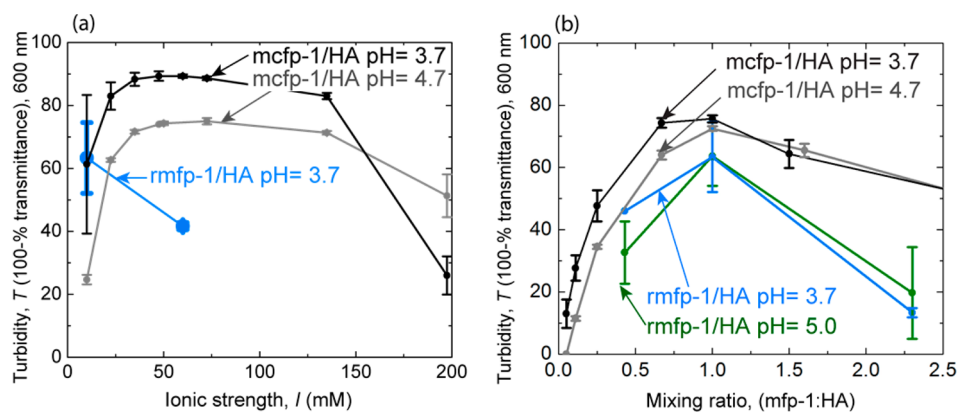 (a)
Turbidity, T (100-% transmittance), 600 nm
100
80
60
40
20
0
mcfp-1/HA pH= 3.7
mcfp-1/HA pH= 4.7
rmfp-1/HA pH= 3.7
0 50 100 150 200
Ionic strength, I (mM)
(b)
Turbidity, T (100-% transmittance), 600 nm
100
80
60
40
20
0
mcfp-1/HA pH= 3.7
mcfp-1/HA pH= 4.7
rmfp-1/HA pH= 3.7
rmfp-1/HA pH= 5.0
0.0 0.5 1.0 1.5 2.0 2.5
Mixing ratio, (mfp-1:HA)